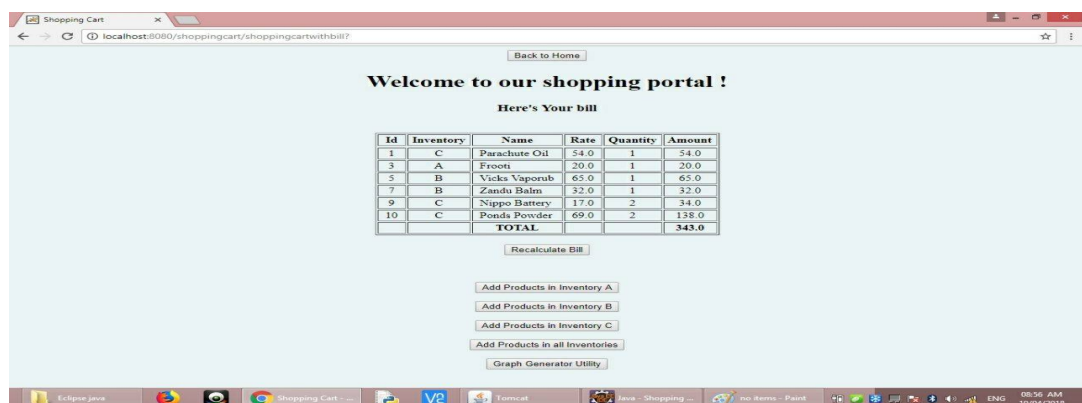 Shopping Cart
localhost:8080/shoppingcart/shoppingcartwithbill?
Back to Home
Welcome to our shopping portal !
Here's Your bill
Id Inventory Name Rate Quantity Amount
1 C Parachute Oil 54.0 1 54.0
3 A Frooti 20.0 1 20.0
5 B Vicks Vaporub 65.0 1 65.0
7 B Zandu Balm 32.0 1 32.0
9 C Nippo Battery 17.0 2 34.0
10 C Ponds Powder 69.0 2 138.0
TOTAL 343.0
Recalculate Bill
Add Products in Inventory A
Add Products in Inventory B
Add Products in Inventory C
Add Products in all Inventories
Graph Generator Utility
Eclipse java Shopping Cart - ... V2 Tomcat Java - Shopping ... no items - Paint ENG 08:56 AM
10/04/2018